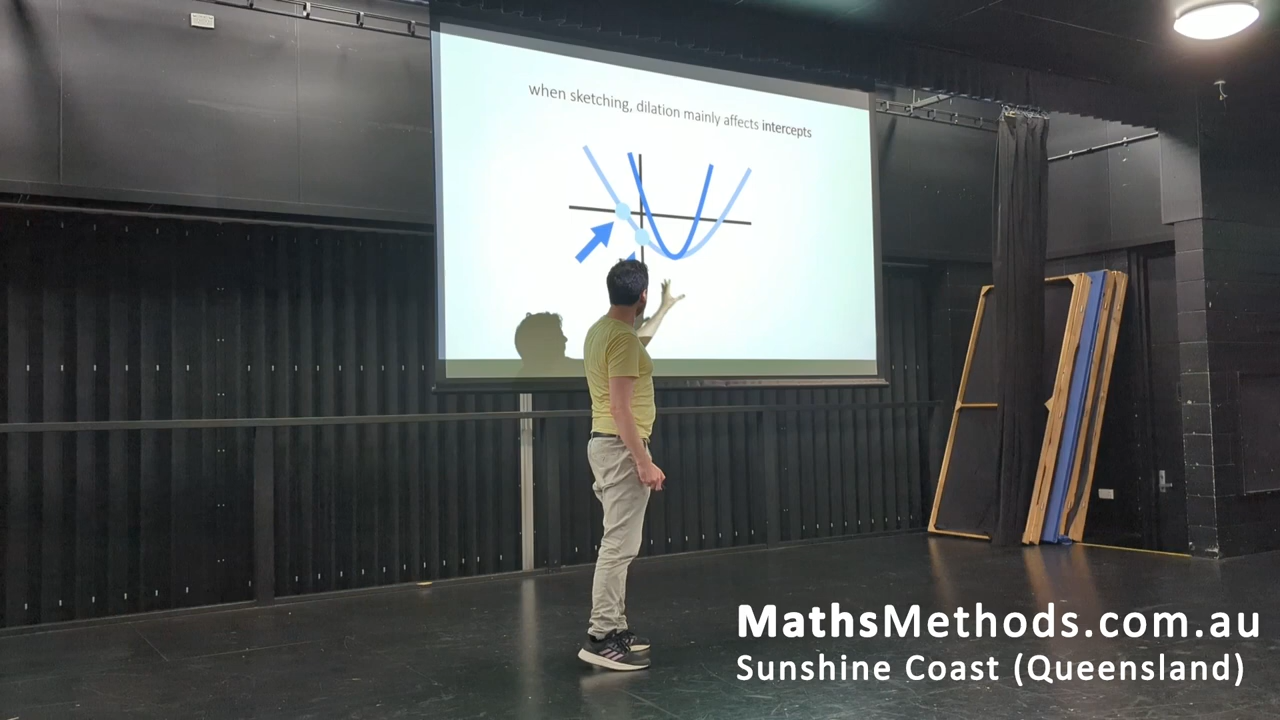 when sketching, dilation mainly affects intercepts
MathsMethods.com.au
Sunshine Coast (Queensland)